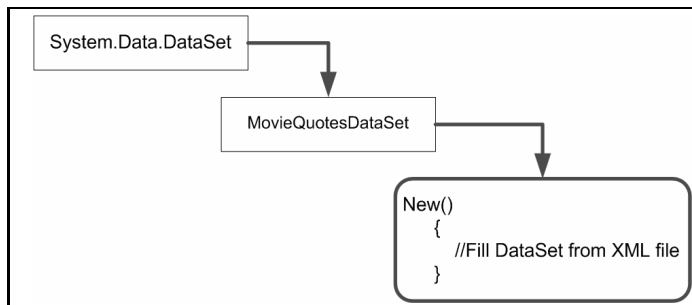 System.Data.DataSet
MovieQuotesDataSet
New()
{
//Fill DataSet from XML file
}